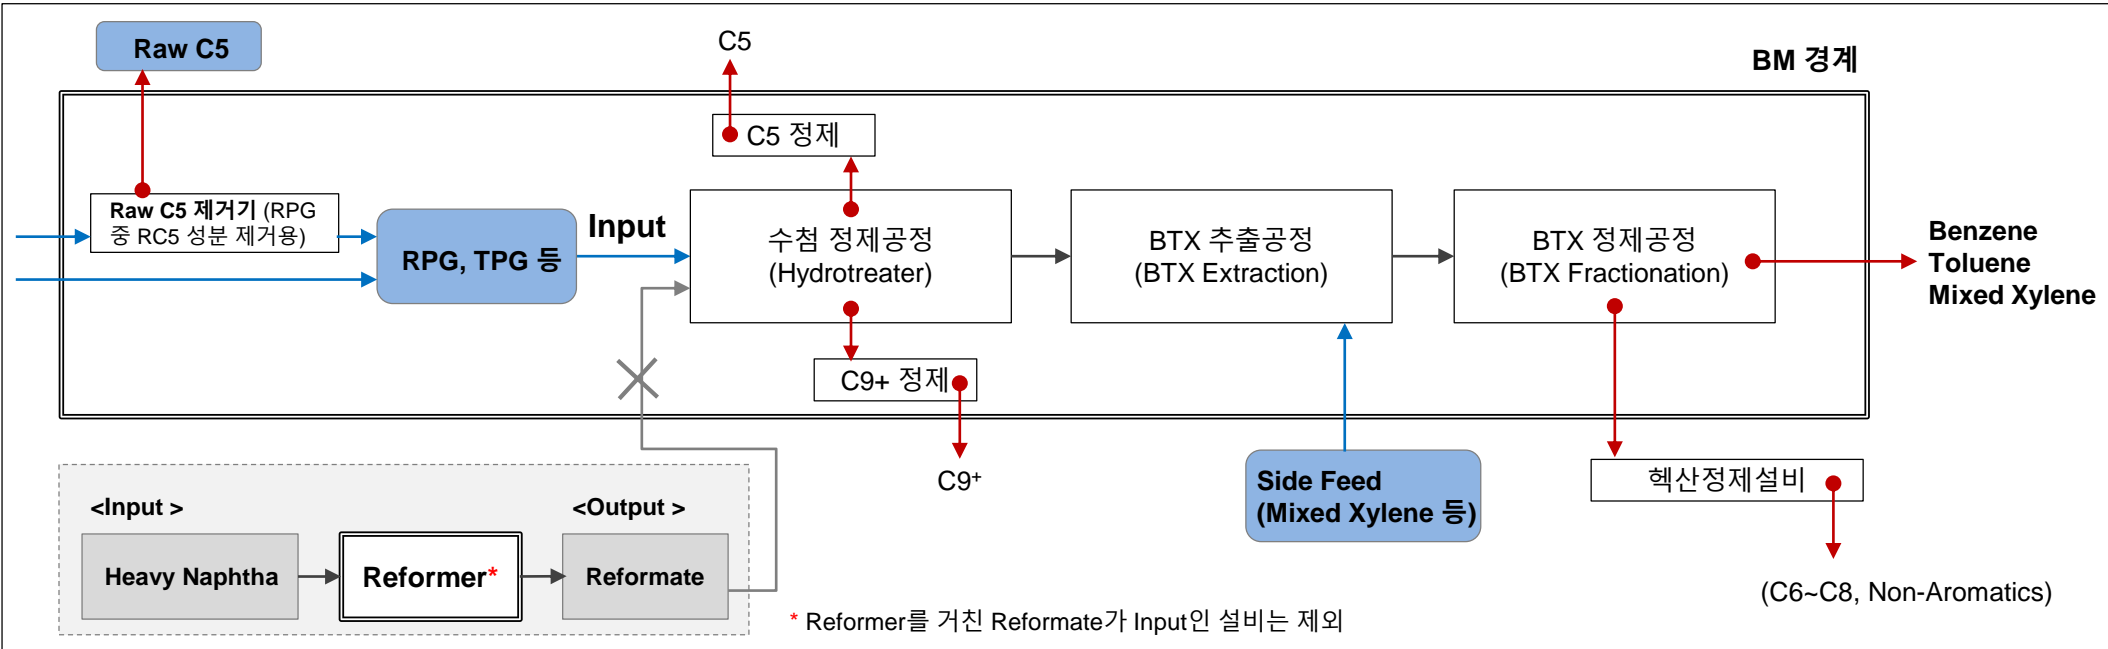 Raw C5
C5
BM 경계
C5 정제
Raw C5 제거기 (RPG
중 RC5 성분 제거용)
RPG, TPG 등
Input
수첨 정제공정
(Hydrotreater)
BTX 추출공정
(BTX Extraction)
BTX 정제공정
(BTX Fractionation)
Benzene
Toluene
Mixed Xylene
C9+ 정제
C9+
Side Feed
(Mixed Xylene 등)
헥산정제설비
(C6~C8, Non-Aromatics)
<Input >
<Output >
Heavy Naphtha
Reformer*
Reformate
* Reformer를 거친 Reformate가 Input인 설비는 제외